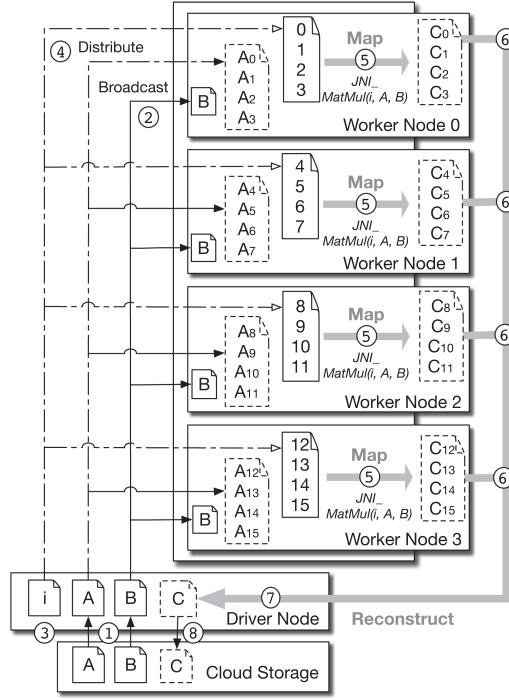 ④ Distribute
Broadcast
②
B
A0
A1
A2
A3
0
1
2
3
Map
⑤
JNI_
MatMul(i, A, B)
C0
C1
C2
C3
⑥
Worker Node 0
B
A4
A5
A6
A7
4
5
6
7
Map
⑤
JNI_
MatMul(i, A, B)
C4
C5
C6
C7
⑥
Worker Node 1
B
A8
A9
A10
A11
8
9
10
11
Map
⑤
JNI_
MatMul(i, A, B)
C8
C9
C10
C11
⑥
Worker Node 2
B
A12
A13
A14
A15
12
13
14
15
Map
⑤
JNI_
MatMul(i, A, B)
C12
C13
C14
C15
⑥
Worker Node 3
i A B C
⑦
Driver Node
Reconstruct
③ ① ⑧
A B C
Cloud Storage